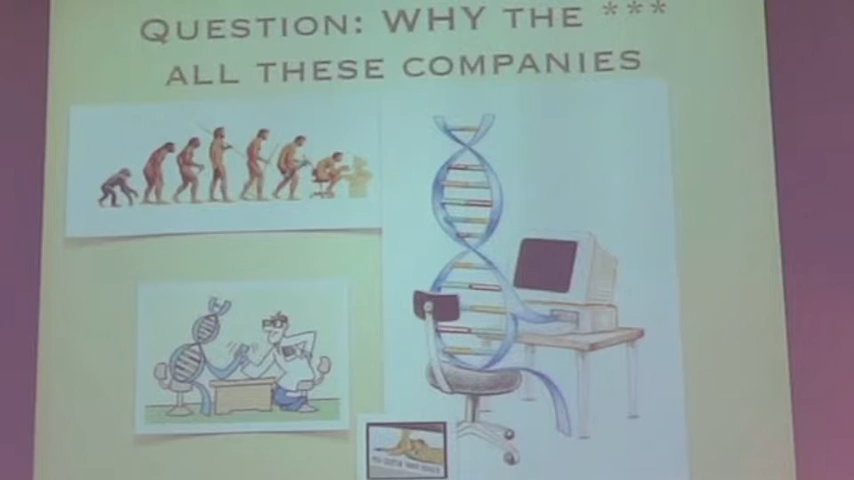 QUESTION: WHY THE ***
ALL THESE COMPANIES